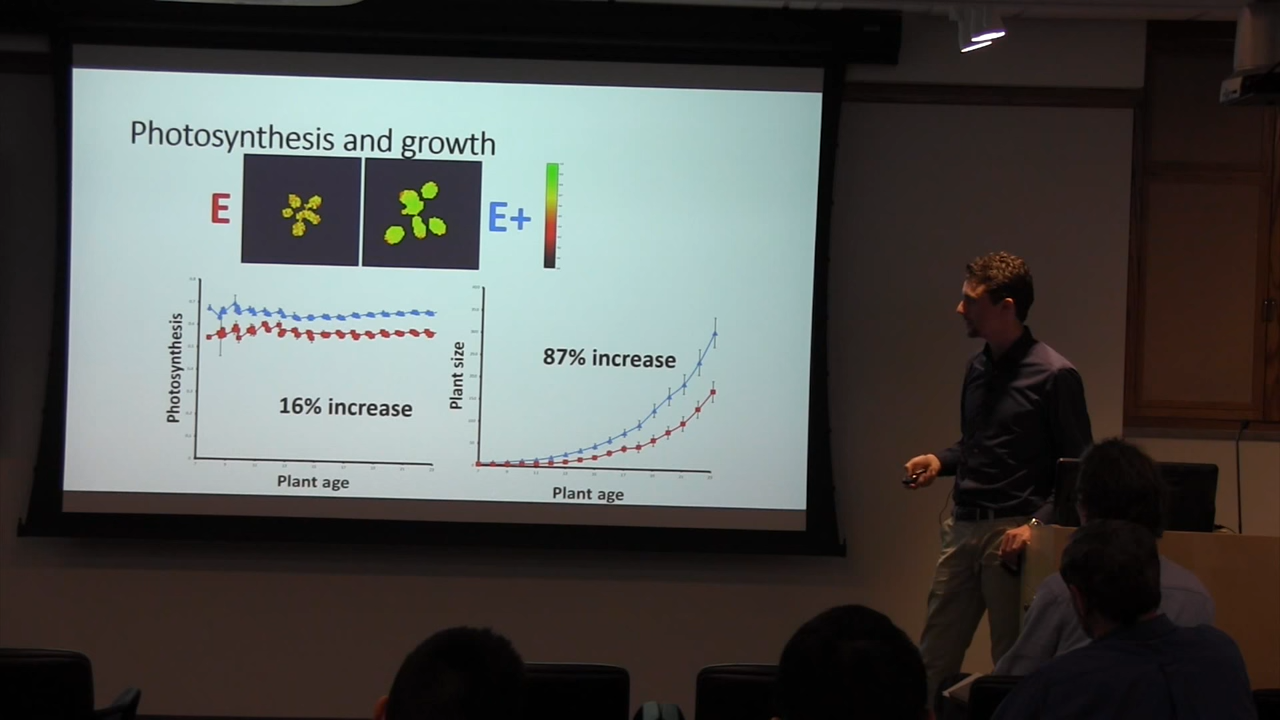 Photosynthesis and growth
E
E+
Photosynthesis
16% increase
Plant age
Plant size
87% increase
Plant age